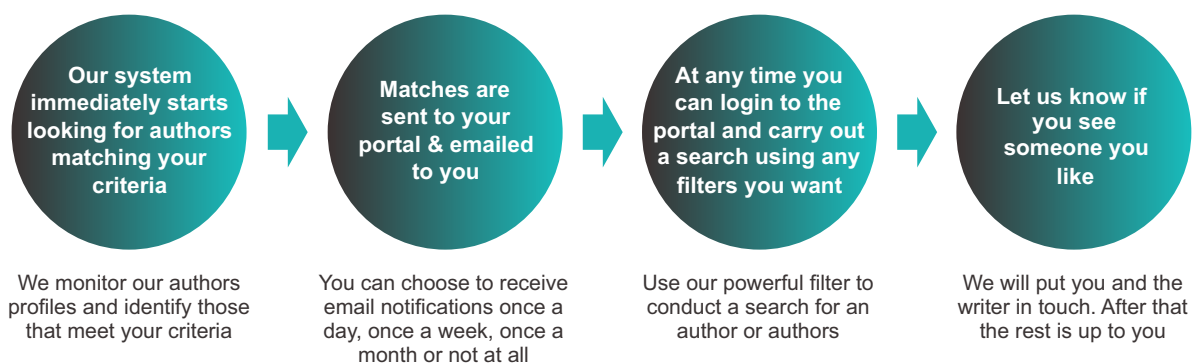 Our system
immediately starts
looking for authors
matching your
criteria
Matches are
sent to your
portal & emailed
to you
At any time you
can login to the
portal and carry out
a search using any
filters you want
Let us know if
you see
someone you
like
We monitor our authors
profiles and identify those
that meet your criteria
You can choose to receive
email notifications once a
day, once a week, once a
month or not at all
Use our powerful filter to
conduct a search for an
author or authors
We will put you and the
writer in touch. After that
the rest is up to you